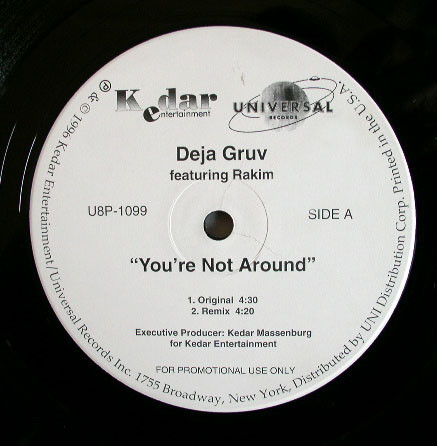 Kedar
entertainment
UNIVERSAL
RECORDS
Deja Gruv
featuring Rakim
U8P-1099
SIDE A
“You're Not Around”
1. Original 4:30
2. Remix 4:20
Executive Producer: Kedar Massenburg
for Kedar Entertainment
FOR PROMOTIONAL USE ONLY
℗ & © 1996 Kedar Entertainment/Universal Records Inc. 1755 Broadway, New York, Distributed by UNI Distribution Corp. Printed in the U.S.A.